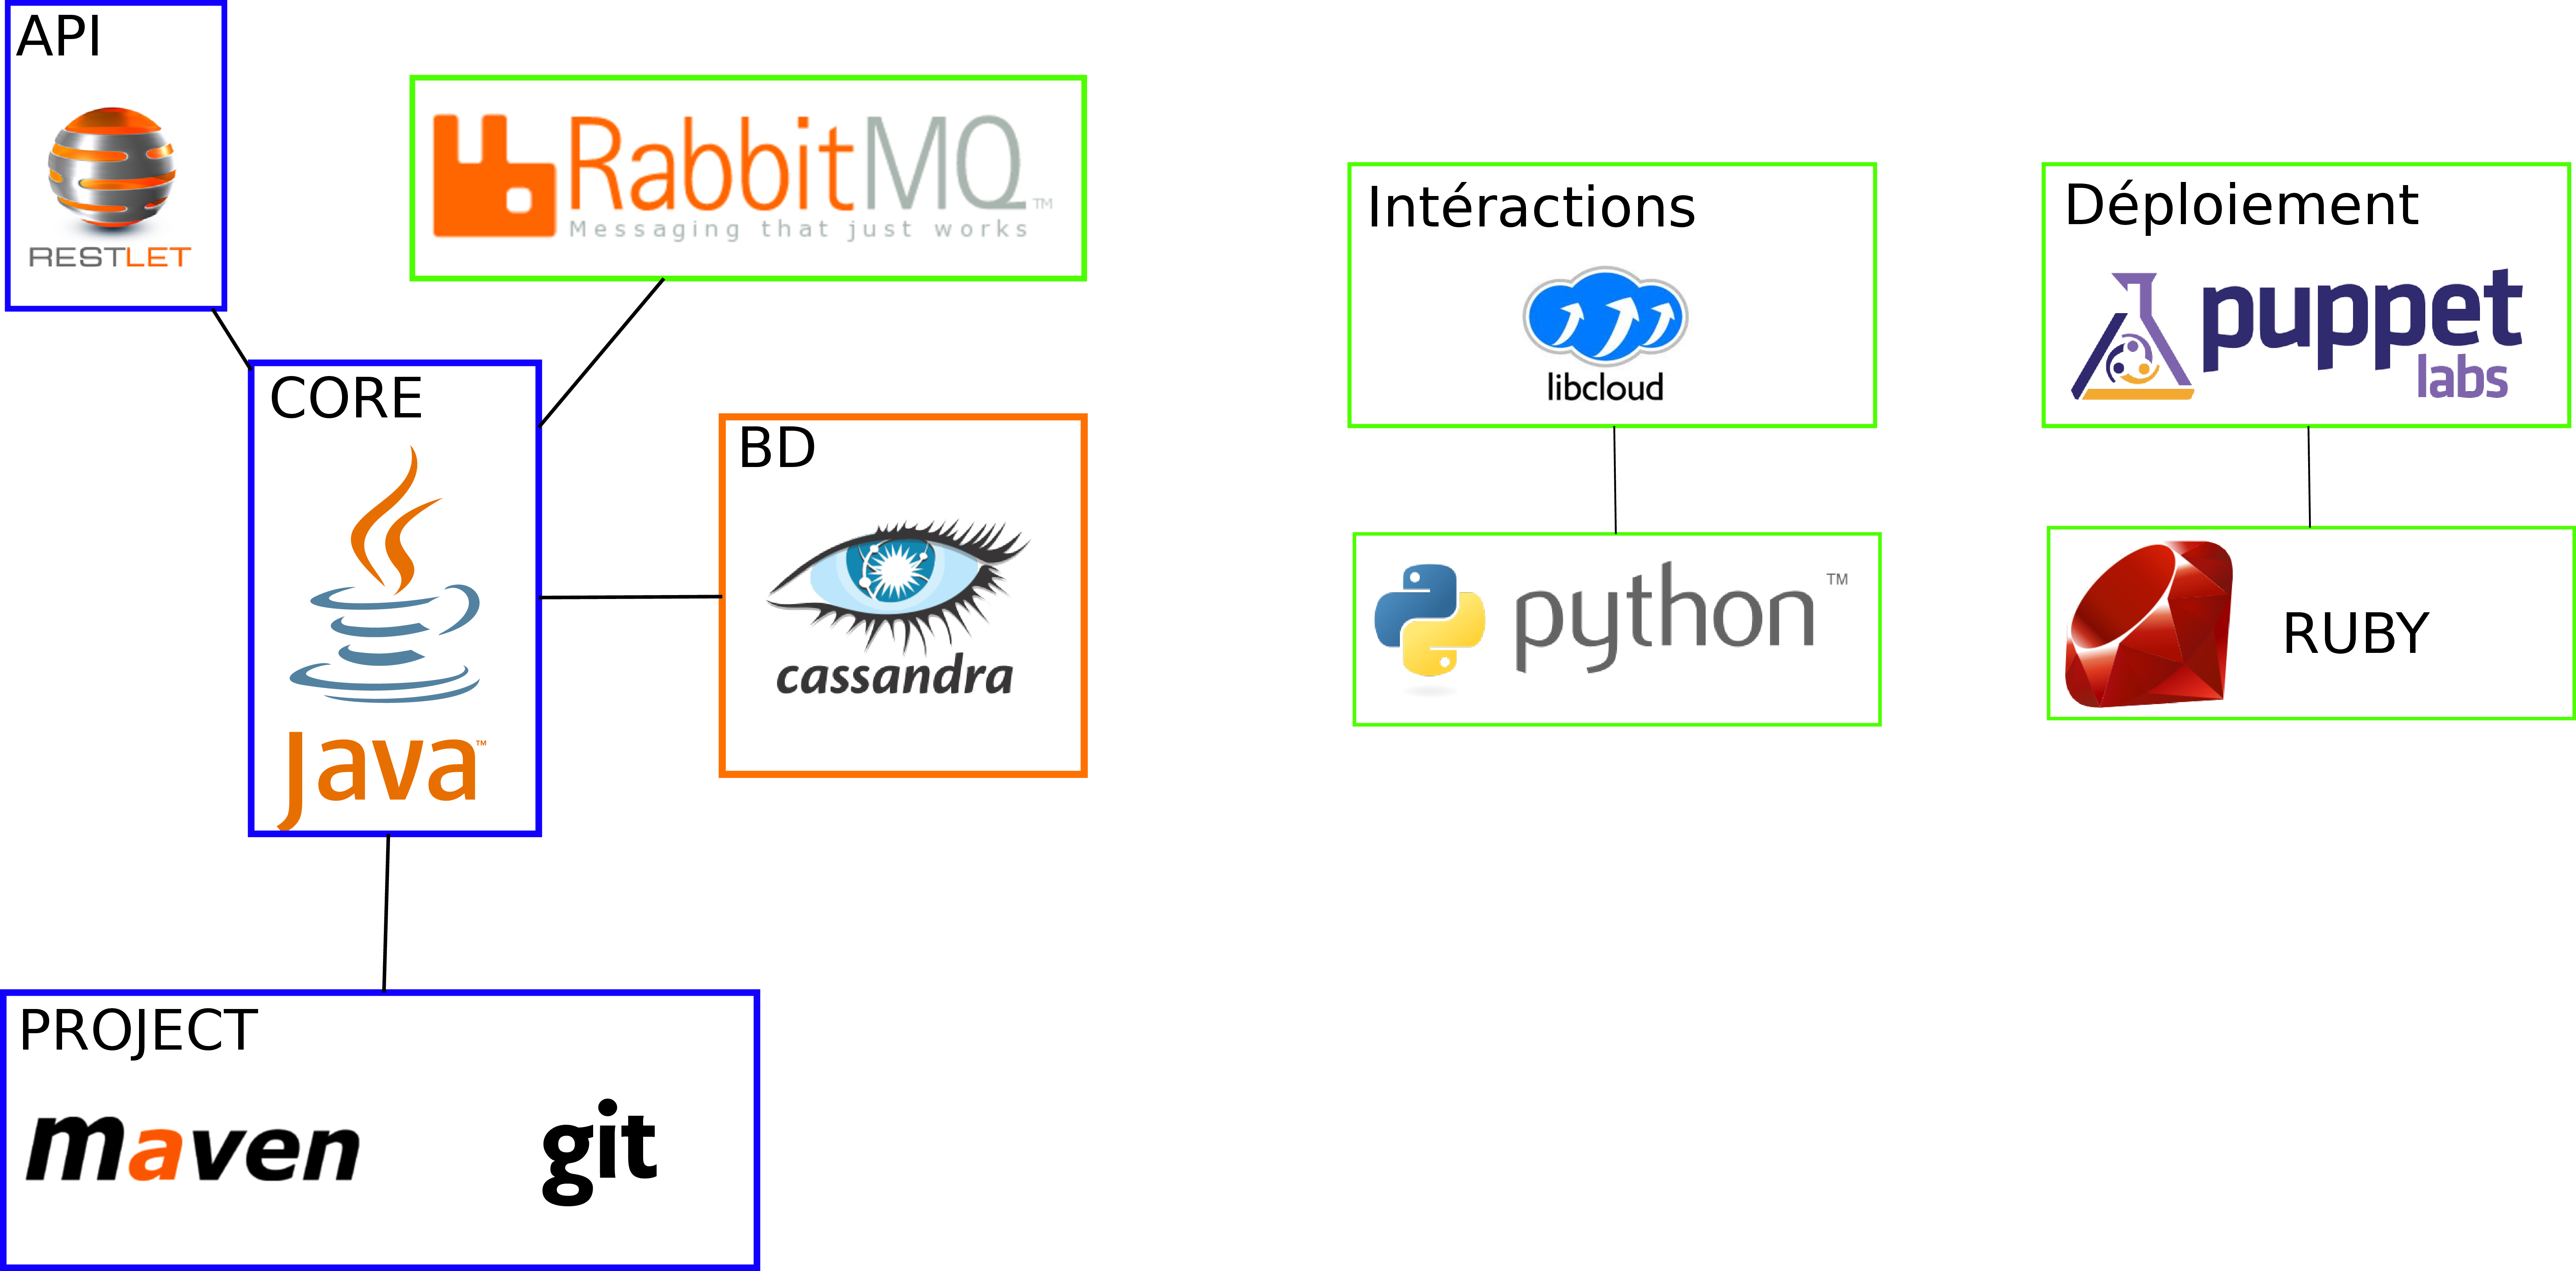 API
RESTLET
RabbitMQ™
Messaging that just works
CORE
Java™
BD
cassandra
PROJECT
maven
git
Intéractions
libcloud
python™
Déploiement
puppet
labs
RUBY